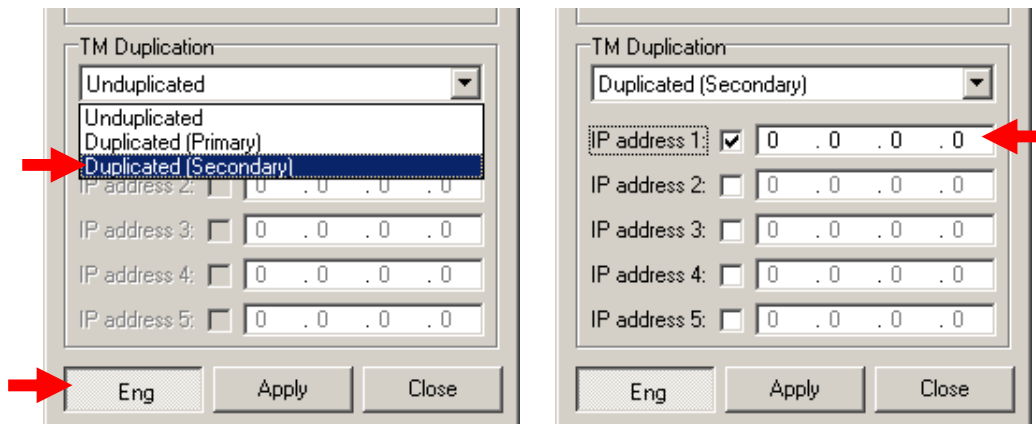 TM Duplication
Unduplicated
Unduplicated
Duplicated (Primary)
Duplicated (Secondary)
IP address 2: 0 . 0 . 0 . 0
IP address 3: 0 . 0 . 0 . 0
IP address 4: 0 . 0 . 0 . 0
IP address 5: 0 . 0 . 0 . 0
Eng Apply Close
TM Duplication
Duplicated (Secondary)
IP address 1: 0 . 0 . 0 . 0
IP address 2: 0 . 0 . 0 . 0
IP address 3: 0 . 0 . 0 . 0
IP address 4: 0 . 0 . 0 . 0
IP address 5: 0 . 0 . 0 . 0
Eng Apply Close